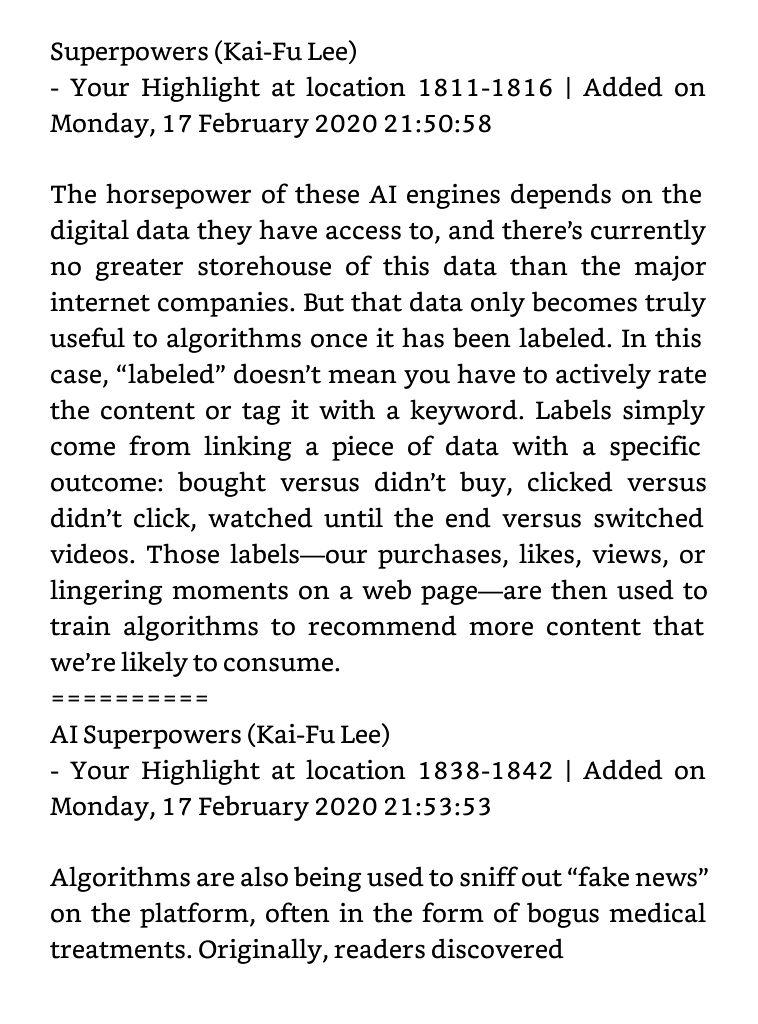 Superpowers (Kai-Fu Lee)
- Your Highlight at location 1811-1816 | Added on
Monday, 17 February 2020 21:50:58
The horsepower of these AI engines depends on the
digital data they have access to, and there’s currently
no greater storehouse of this data than the major
internet companies. But that data only becomes truly
useful to algorithms once it has been labeled. In this
case, “labeled” doesn’t mean you have to actively rate
the content or tag it with a keyword. Labels simply
come from linking a piece of data with a specific
outcome: bought versus didn’t buy, clicked versus
didn’t click, watched until the end versus switched
videos. Those labels—our purchases, likes, views, or
lingering moments on a web page—are then used to
train algorithms to recommend more content that
we’re likely to consume.
==========
AI Superpowers (Kai-Fu Lee)
- Your Highlight at location 1838-1842 | Added on
Monday, 17 February 2020 21:53:53
Algorithms are also being used to sniff out “fake news”
on the platform, often in the form of bogus medical
treatments. Originally, readers discovered